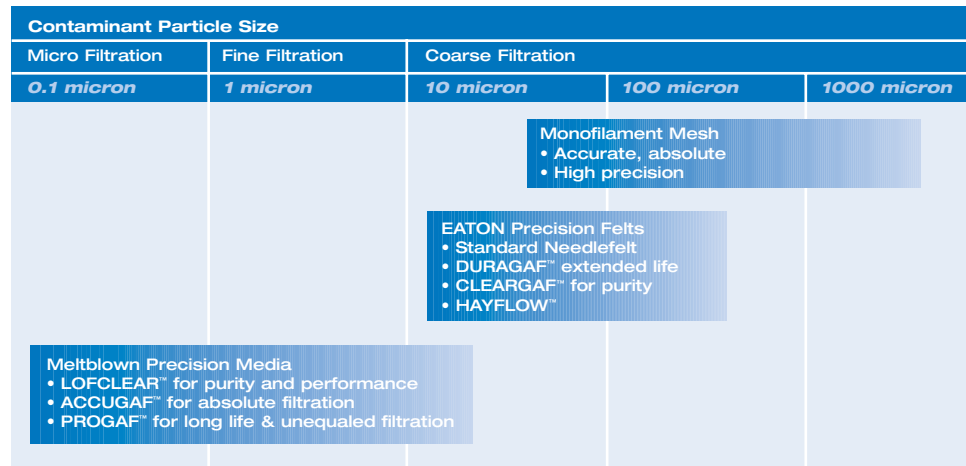 Contaminant Particle Size
Micro Filtration
Fine Filtration
Coarse Filtration
0.1 micron
1 micron
10 micron
100 micron
1000 micron
Monofilament Mesh
• Accurate, absolute
• High precision
EATON Precision Felts
• Standard Needlefelt
• DURAGAF™ extended life
• CLEARGAF™ for purity
• HAYFLOW™
Meltblown Precision Media
• LOFCLEAR™ for purity and performance
• ACCUGAF™ for absolute filtration
• PROGAF™ for long life & unequaled filtration